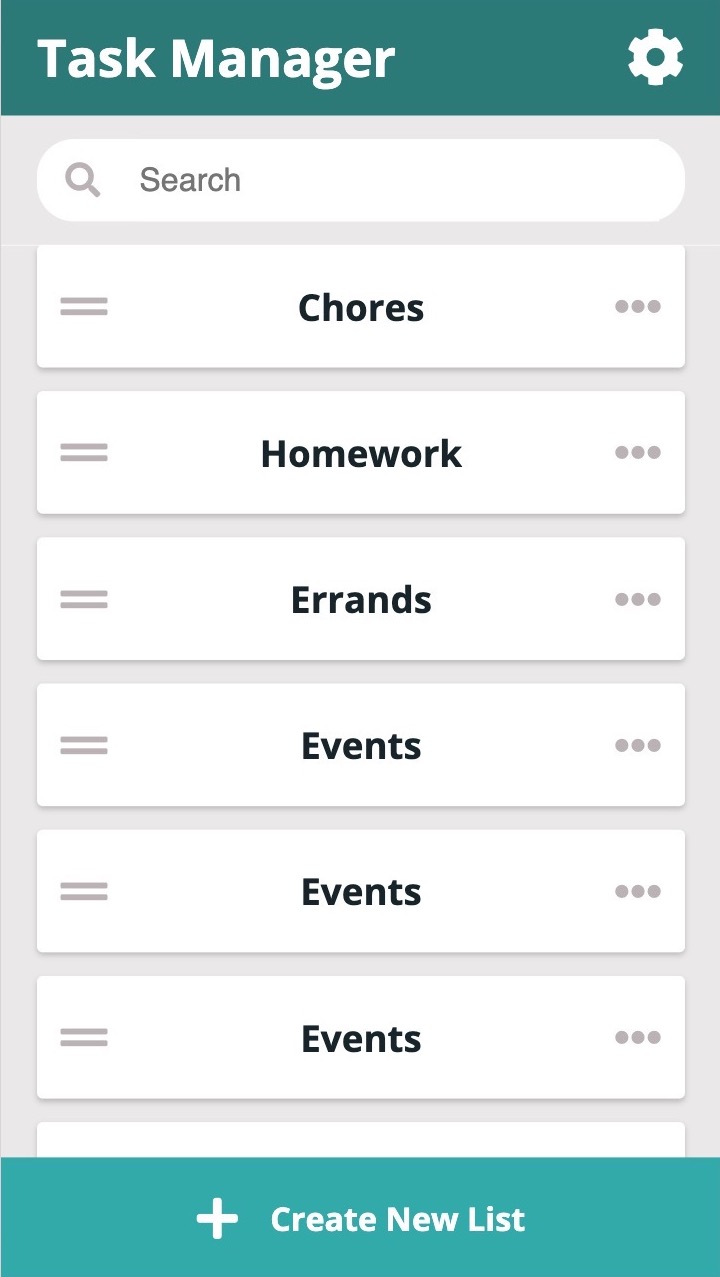 Task Manager
Search
Chores
Homework
Errands
Events
Events
Events
Create New List